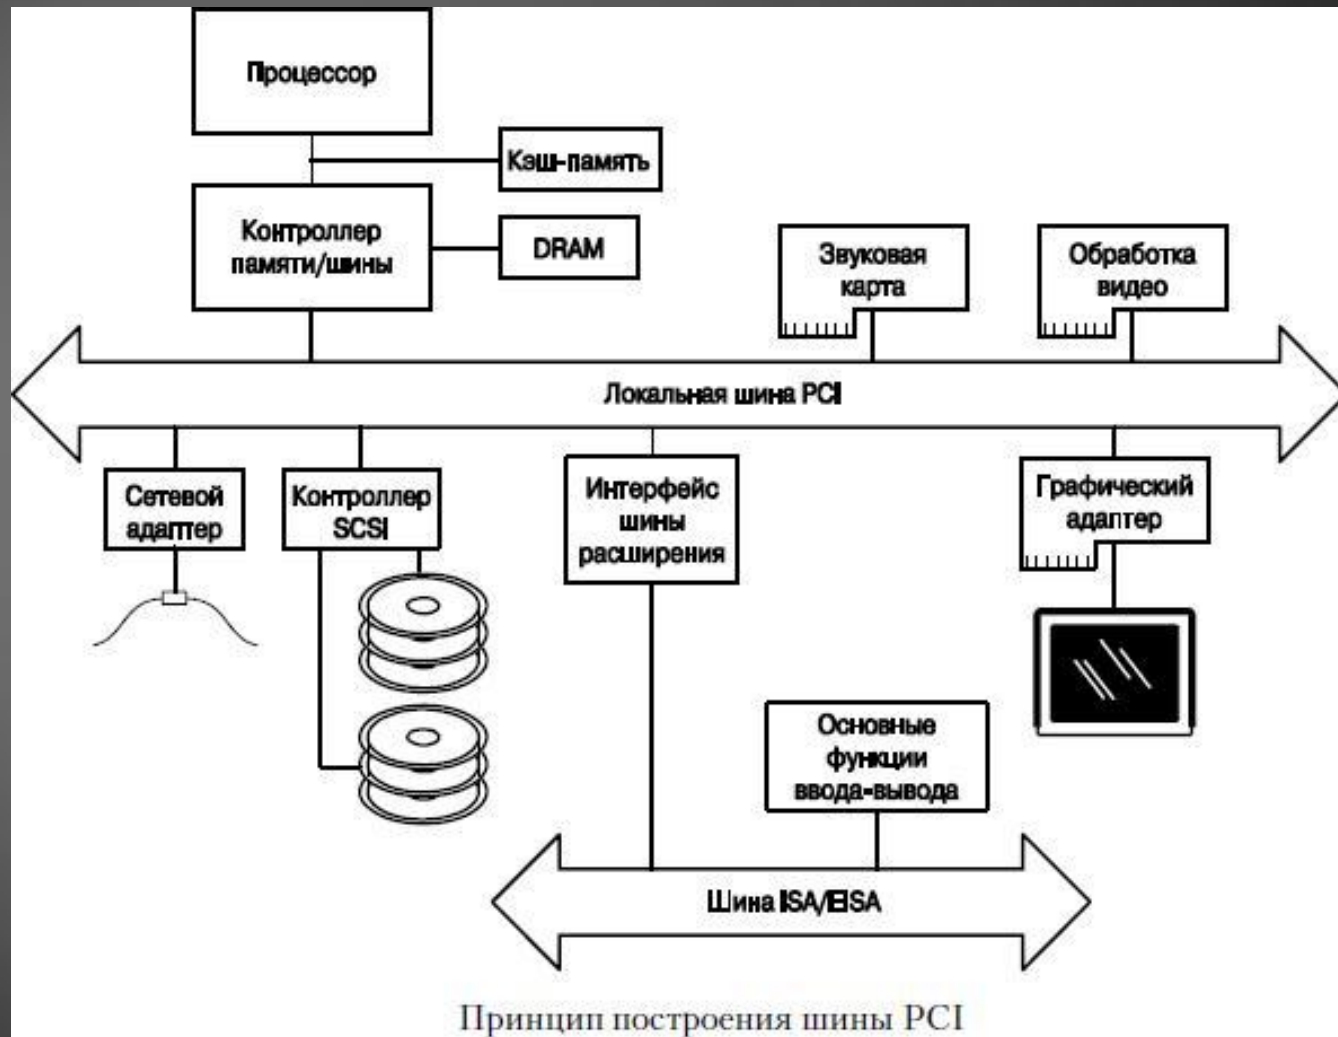 Процессор
Кэш-память
Контроллер
памяти/шины
DRAM
Звуковая
карта
Обработка
видео
Локальная шина PCI
Сетевой
адаптер
Контроллер
SCSI
Интерфейс
шины
расширения
Графический
адаптер
Основные
функции
ввода-вывода
Шина ISA/EISA
Принцип построения шины PCI